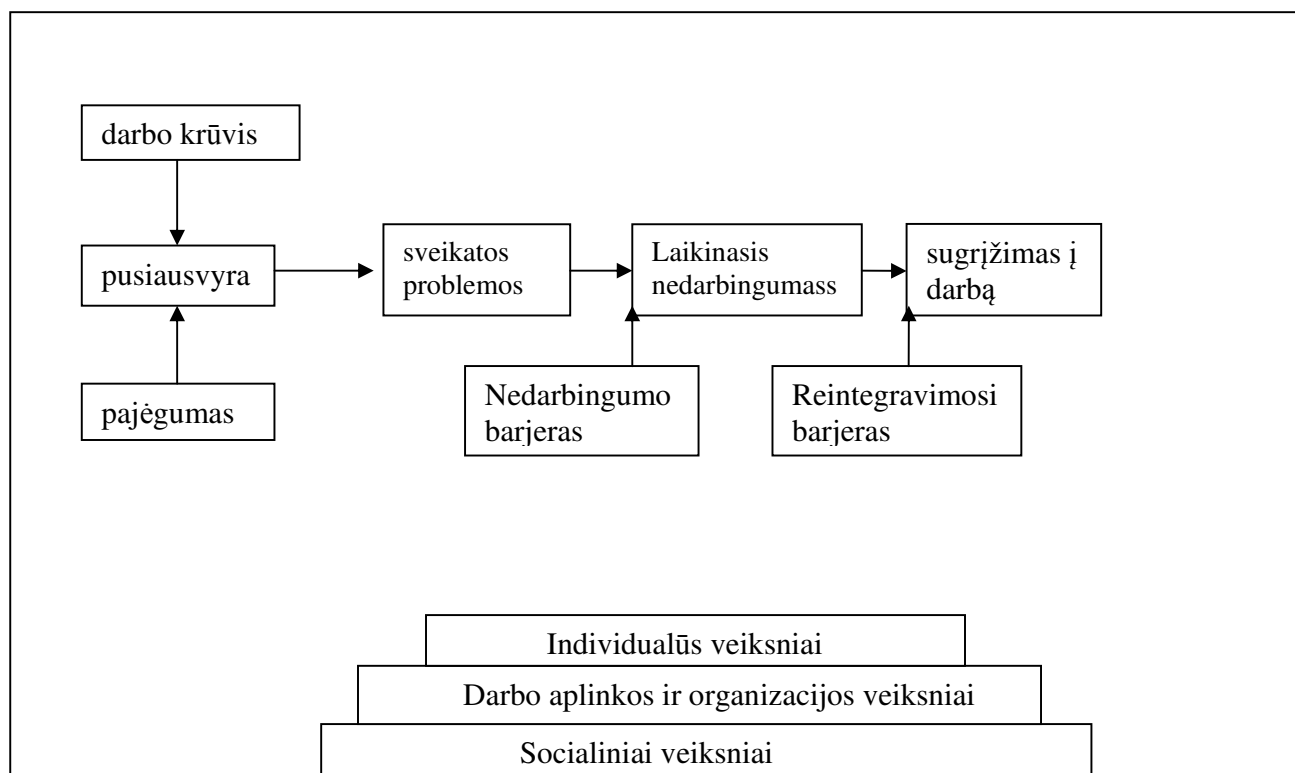 darbo krūvis
pusiausvyra
pajėgumas
sveikatos
problemos
Laikinasis
nedarbingumass
sugrįžimas į
darbą
Nedarbingumo
barjeras
Reintegravimosi
barjeras
Individualūs veiksniai
Darbo aplinkos ir organizacijos veiksniai
Socialiniai veiksniai